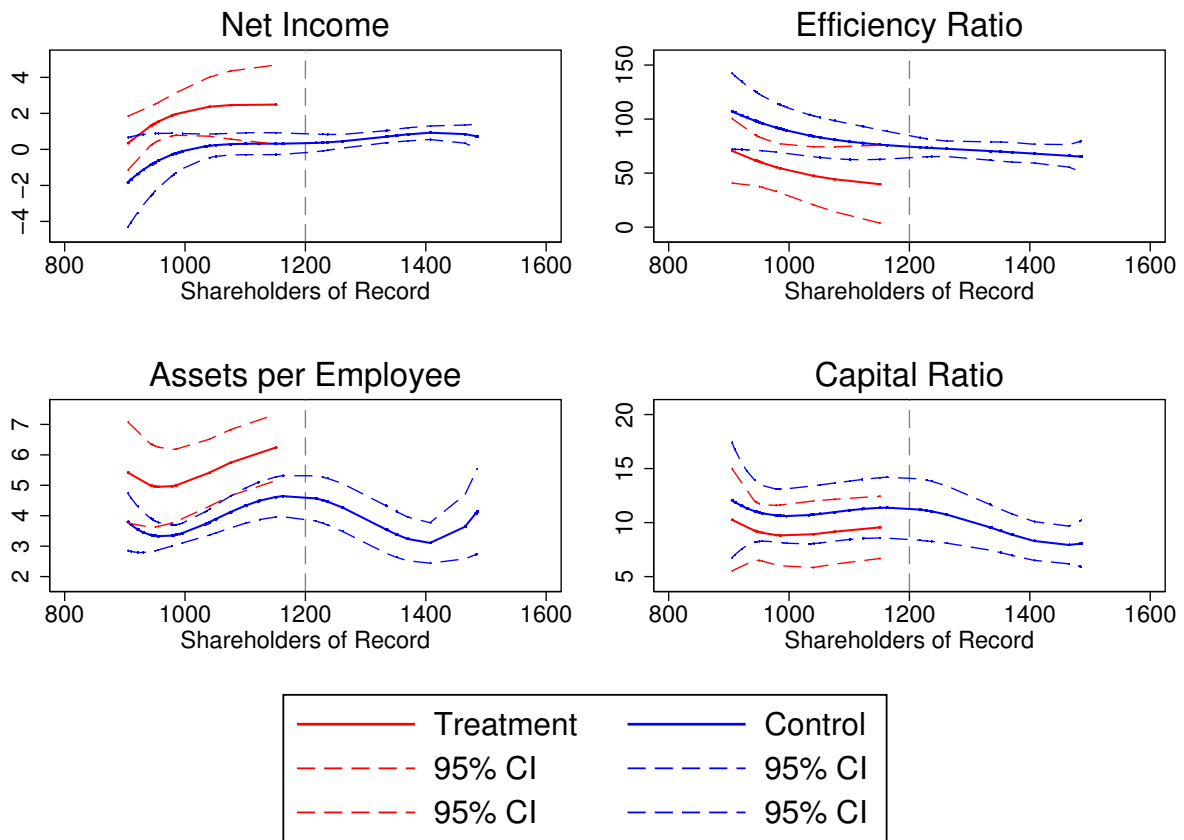 Net Income
4
2
0
−2
−4
800 1000 1200 1400 1600
Shareholders of Record
Efficiency Ratio
150
100
50
0
800 1000 1200 1400 1600
Shareholders of Record
Assets per Employee
7
6
5
4
3
2
800 1000 1200 1400 1600
Shareholders of Record
Capital Ratio
20
15
10
5
800 1000 1200 1400 1600
Shareholders of Record
Treatment Control
95% CI 95% CI
95% CI 95% CI